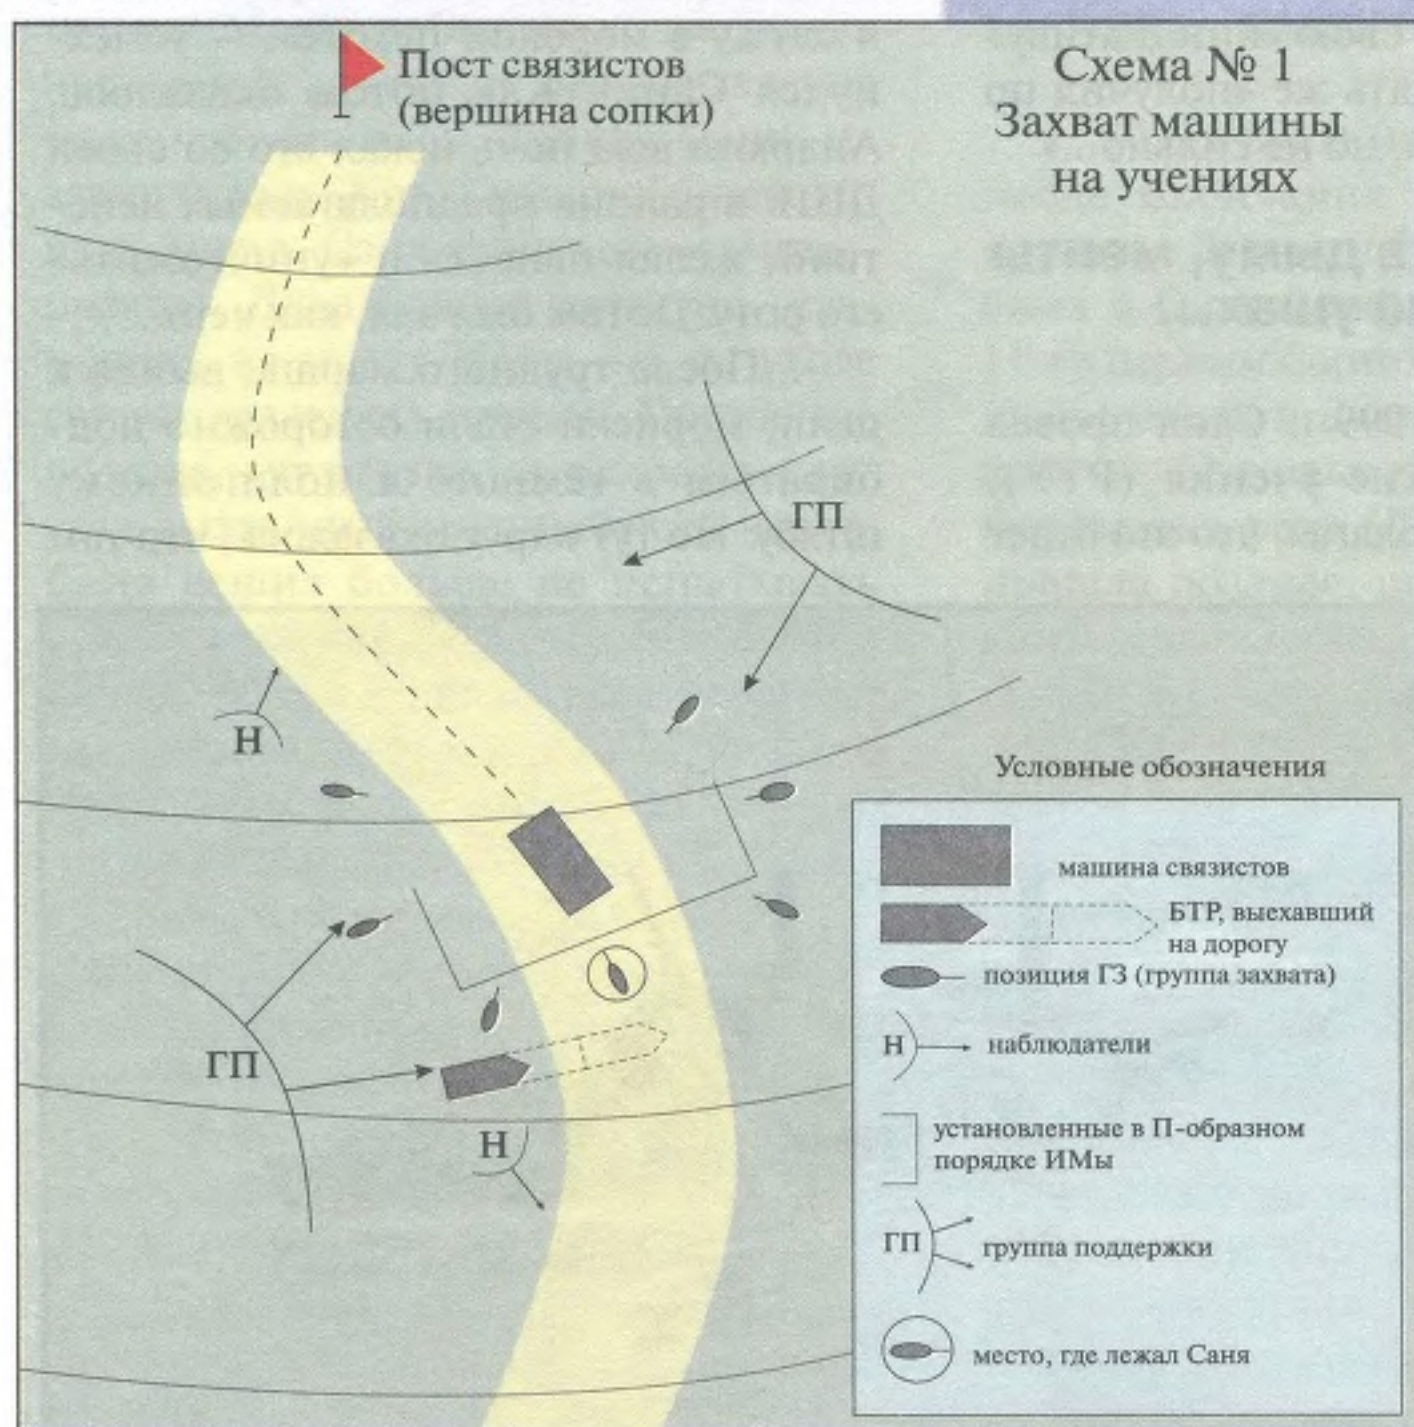 Пост связистов
(вершина сопки)
Схема № 1
Захват машины
на учениях
ГП
Н
ГП
Н
Условные обозначения
машина связистов
БТР, выехавший
на дорогу
позиция ГЗ (группа захвата)
Н
наблюдатели
установленные в П-образном
порядке ИМы
ГП
группа поддержки
место, где лежал Саня